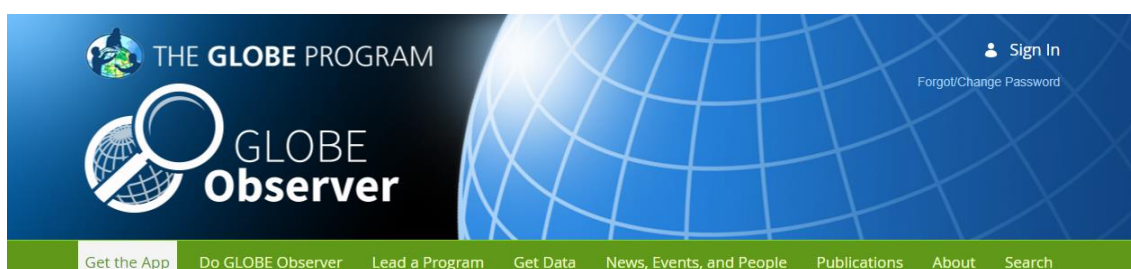 THE GLOBE PROGRAM
Sign In
Forgot/Change Password
GLOBE
Observer
Get the App Do GLOBE Observer Lead a Program Get Data News, Events, and People Publications About Search